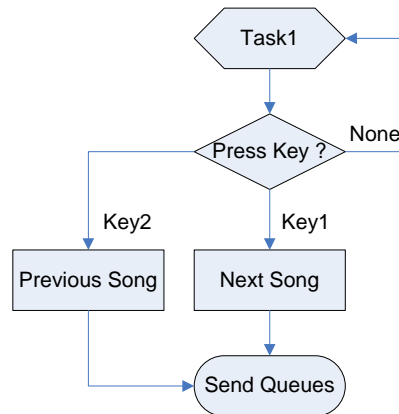 Task1
Press Key ?
None
Key2
Key1
Previous Song
Next Song
Send Queues